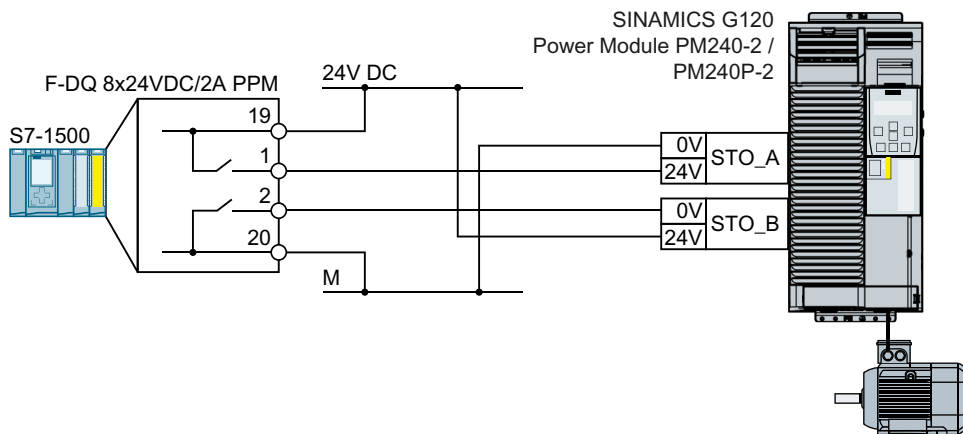 SINAMICS G120
Power Module PM240-2 /
PM240P-2
F-DQ 8x24VDC/2A PPM
24V DC
S7-1500
19
1
2
20
M
0V
24V
STO_A
0V
24V
STO_B